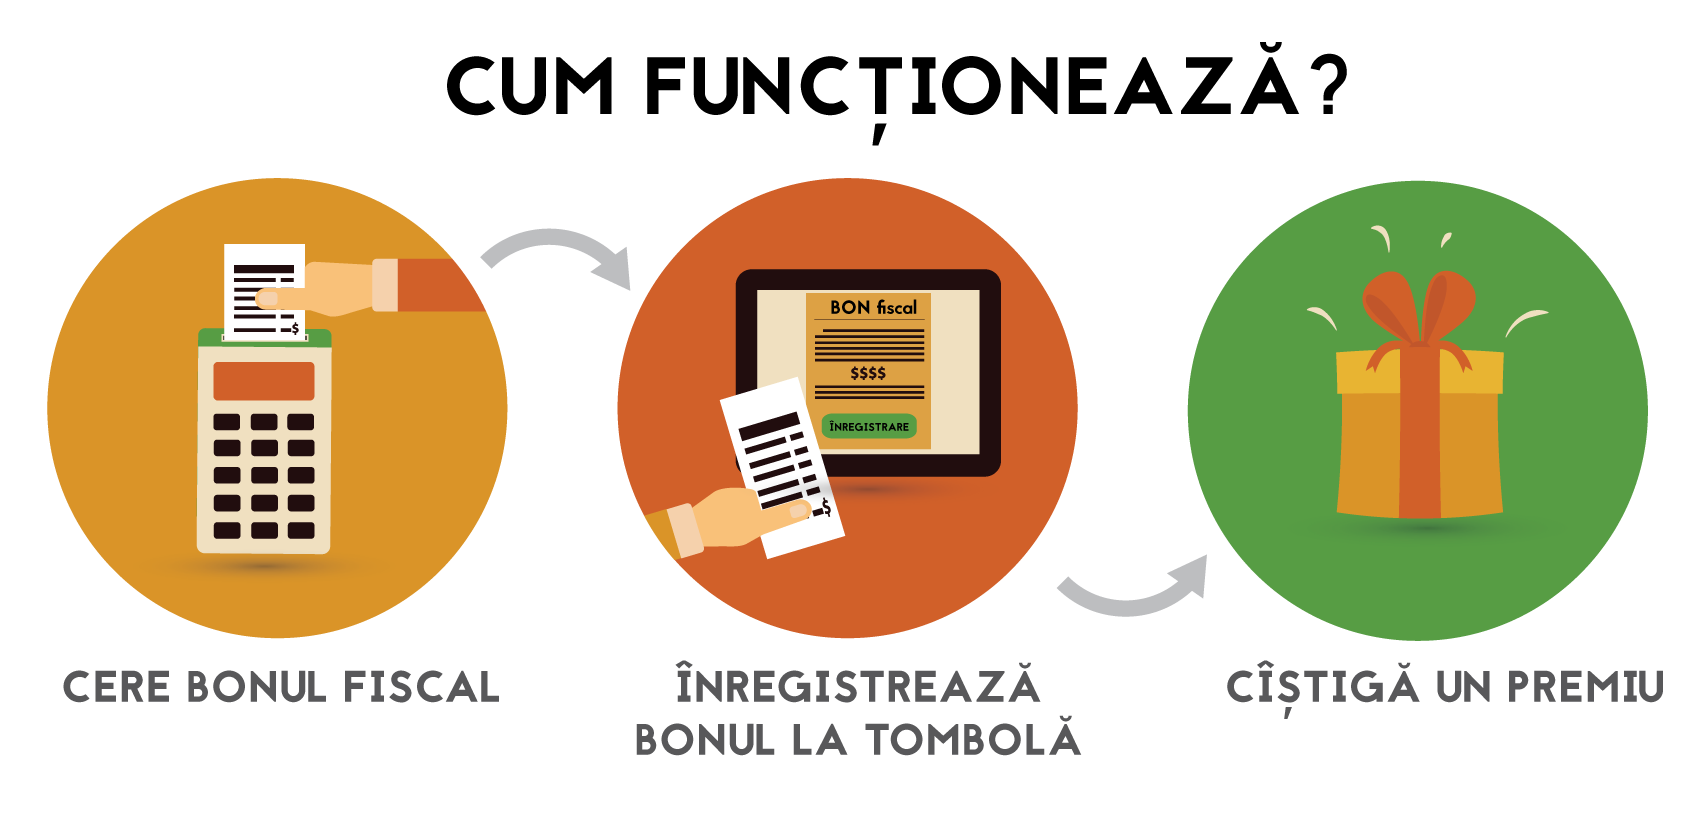 CUM FUNCȚIONEAZĂ?
$
BON fiscal
$$$$
ÎNREGISTRARE
$
CERE BONUL FISCAL
ÎNREGISTREAZĂ
BONUL LA TOMBOLĂ
CÎȘTIGĂ UN PREMIU